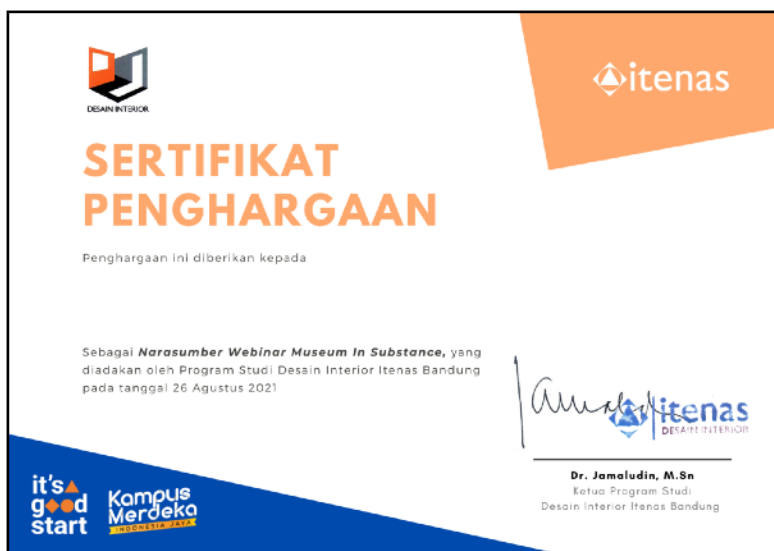 DESAIN INTERIOR
itenas
SERTIFIKAT
PENGHARGAAN
Penghargaan ini diberikan kepada
Sebagai Narasumber Webinar Museum In Substance, yang
diadakan oleh Program Studi Desain Interior Itenas Bandung
pada tanggal 26 Agustus 2021
itenas
DESAIN INTERIOR
Dr. Jamaludin, M.Sn
Ketua Program Studi
Desain Interior Itenas Bandung
it's
good
start
Kampus
Merdeka
INDONESIA JAYA